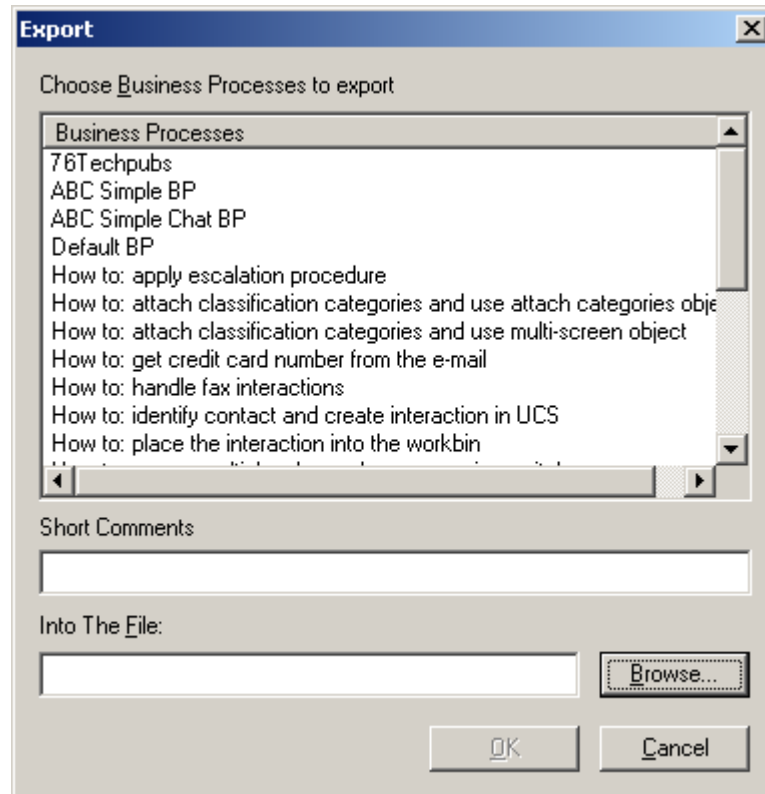 Export
Choose Business Processes to export
Business Processes
76Techpubs
ABC Simple BP
ABC Simple Chat BP
Default BP
How to: apply escalation procedure
How to: attach classification categories and use attach categories obje
How to: attach classification categories and use multi-screen object
How to: get credit card number from the e-mail
How to: handle fax interactions
How to: identify contact and create interaction in UCS
How to: place the interaction into the workbin
Short Comments
Into The File:
Browse...
OK
Cancel